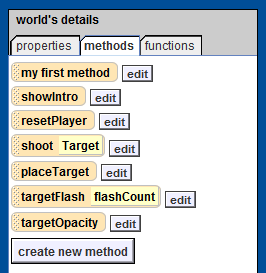 world's details
properties methods functions
my first method edit
showIntro edit
resetPlayer edit
shoot Target edit
placeTarget edit
targetFlash flashCount edit
targetOpacity edit
create new method